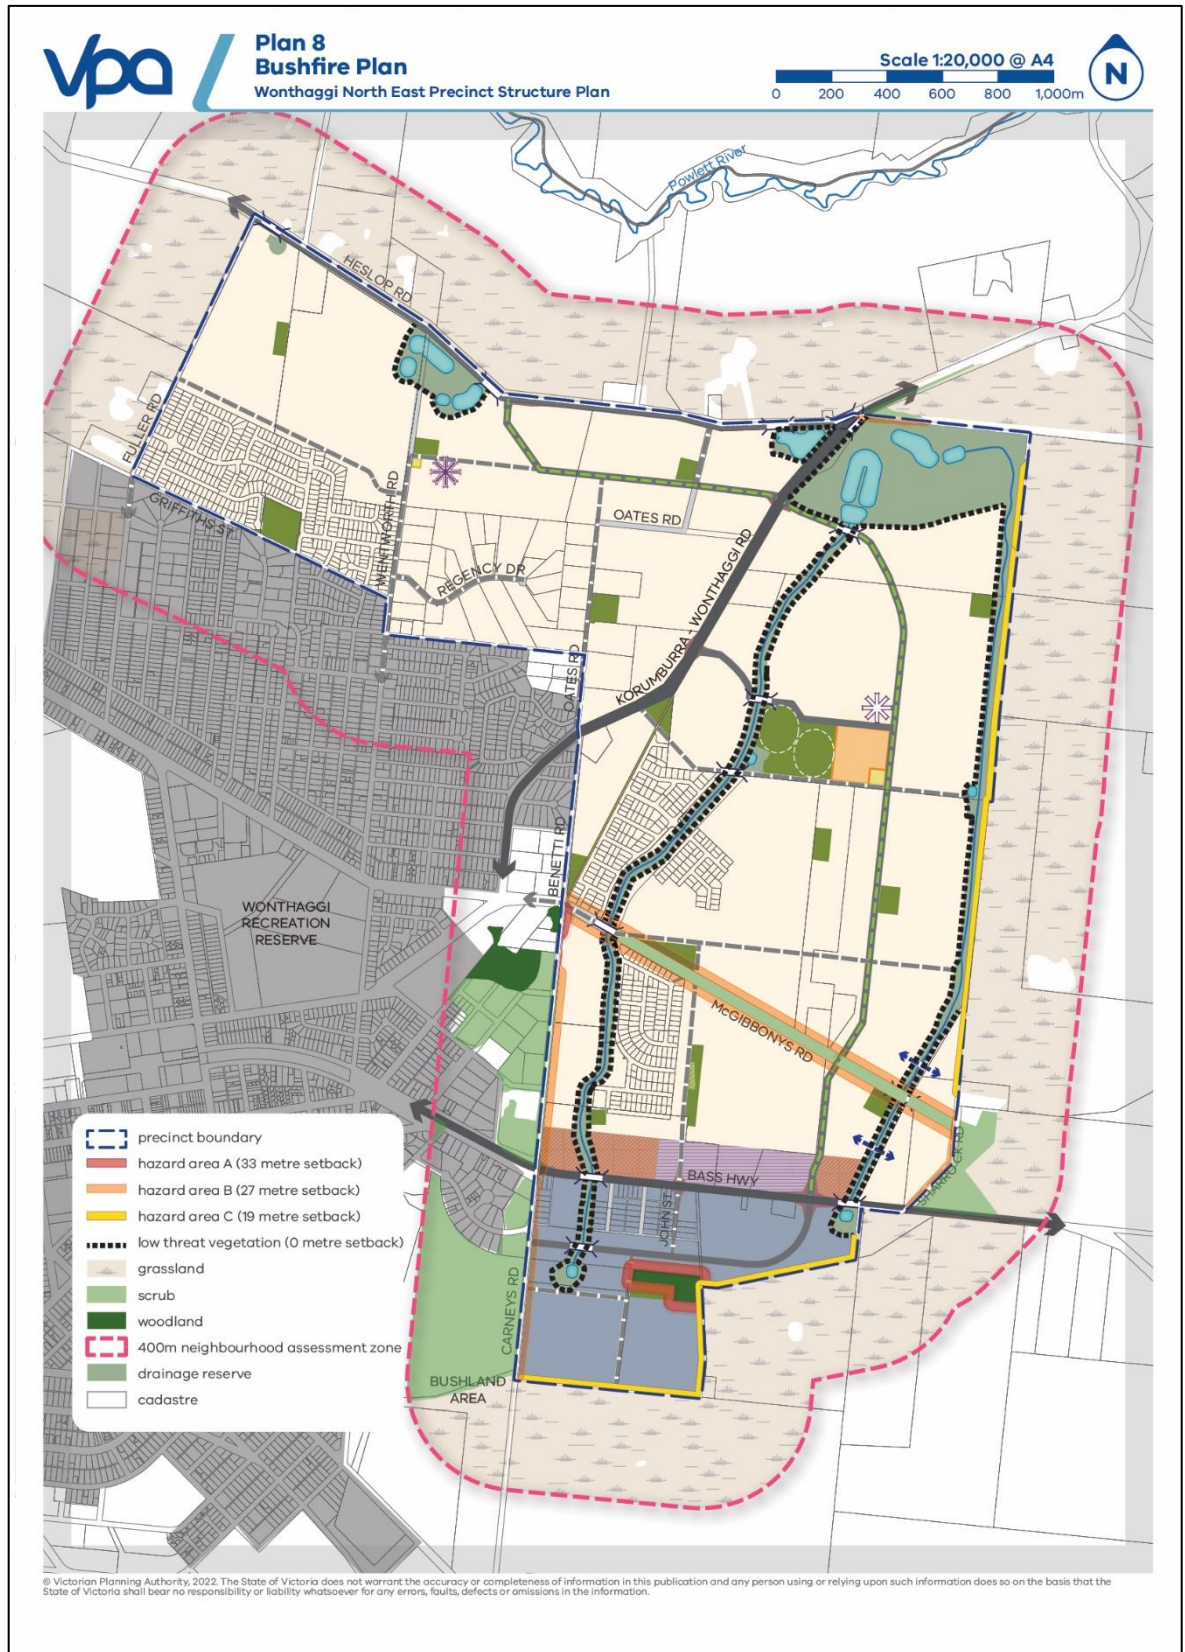 vpa
Plan 8
Bushfire Plan
Wonthaggi North East Precinct Structure Plan
Scale 1:20,000 @ A4
0 200 400 600 800 1,000m
N
Powlett River
HESLOP RD
FULLER RD
GRIFFITHS ST
WENTWORTH RD
OATES RD
REGENCY DR
KORUMBURRA - WONTHAGGI RD
OATES RD
BENETTI RD
WONTHAGGI
RECREATION
RESERVE
McGIBBONYS RD
SHARROCK RD
BASS HWY
JOHN ST
CARNEYS RD
BUSHLAND
AREA
precinct boundary
hazard area A (33 metre setback)
hazard area B (27 metre setback)
hazard area C (19 metre setback)
low threat vegetation (0 metre setback)
grassland
scrub
woodland
400m neighbourhood assessment zone
drainage reserve
cadastre
© Victorian Planning Authority, 2022. The State of Victoria does not warrant the accuracy or completeness of information in this publication and any person using or relying upon such information does so on the basis that the
State of Victoria shall bear no responsibility or liability whatsoever for any errors, faults, defects or omissions in the information.